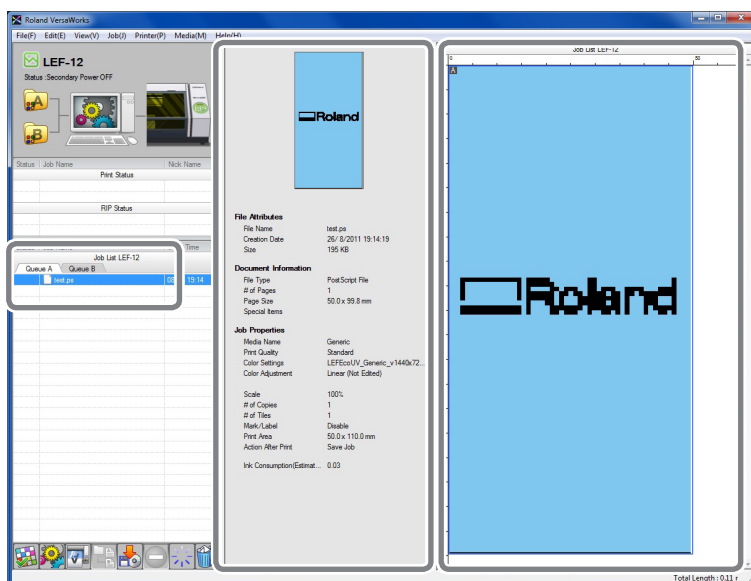 Roland VersaWorks
File(F) Edit(E) View(V) Job(J) Printer(P) Media(M) Help(H)
LEF-12
Status :Secondary Power OFF
A
B
Status Job Name Nick Name
Print Status
RIP Status
Time
Job List LEF-12
Queue A Queue B
test.ps 19:14
Roland
File Attributes
File Name test.ps
Creation Date 26/ 8/2011 19:14:19
Size 195 KB
Document Information
File Type PostScript File
# of Pages 1
Page Size 50.0 x 99.8 mm
Special Items
Job Properties
Media Name Generic
Print Quality Standard
Color Settings LEFEcoUV_Generic_v1440x72...
Color Adjustment Linear (Not Edited)
Scale 100%
# of Copies 1
# of Tiles 1
Mark/Label Disable
Print Area 50.0 x 110.0 mm
Action After Print Save Job
Ink Consumption(Estimat... 0.03
Job List LEF-12
0 50
A
Roland
Total Length : 0.11